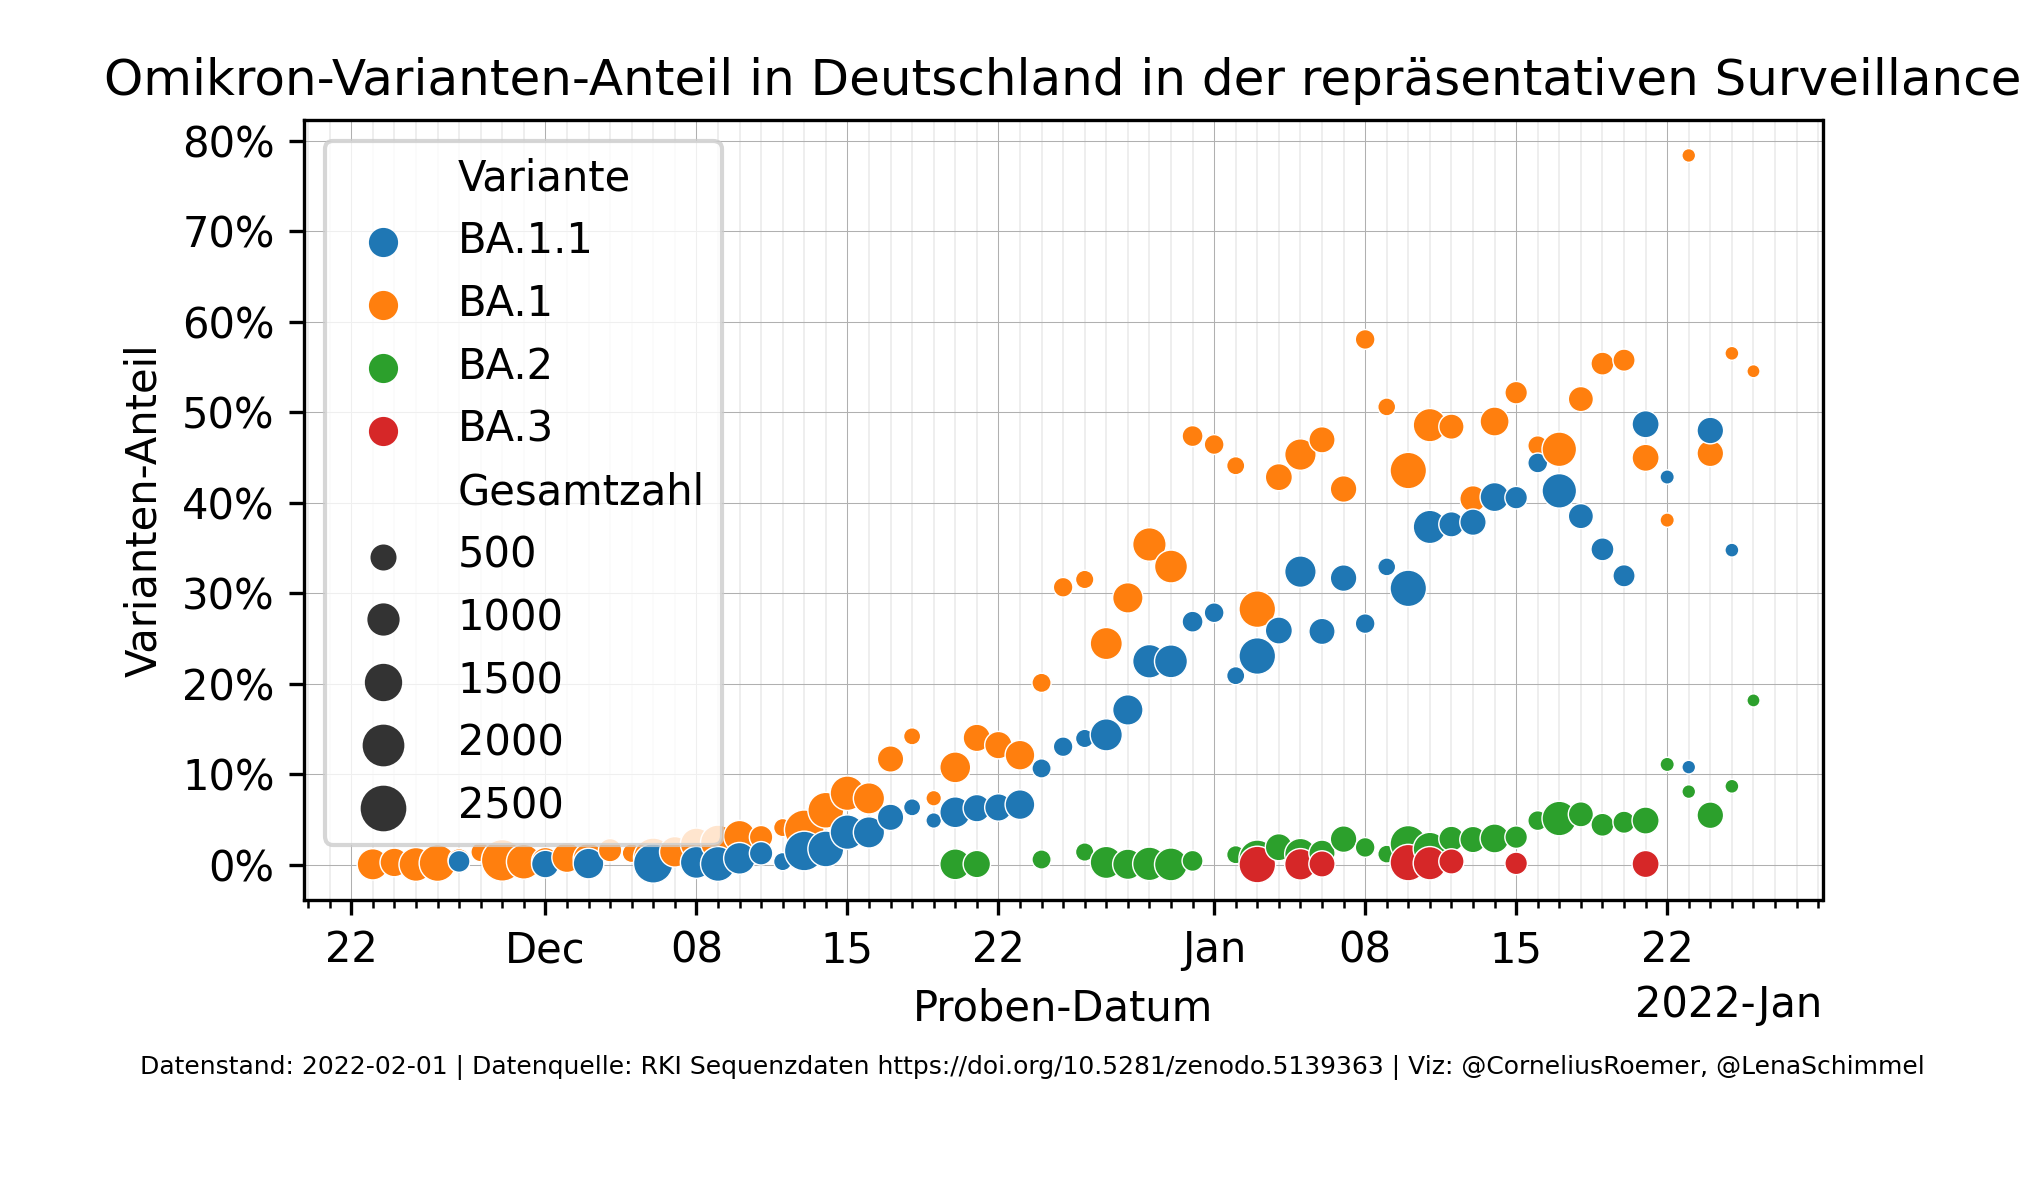 Omikron-Varianten-Anteil in Deutschland in der repräsentativen Surveillance
80%
70%
60%
50%
40%
30%
20%
10%
0%
Varianten-Anteil
Variante
BA.1.1
BA.1
BA.2
BA.3
Gesamtzahl
500
1000
1500
2000
2500
22 Dec 08 15 22 Jan 08 15 22
Proben-Datum
2022-Jan
Datenstand: 2022-02-01 | Datenquelle: RKI Sequenzdaten https://doi.org/10.5281/zenodo.5139363 | Viz: @CorneliusRoemer, @LenaSchimmel